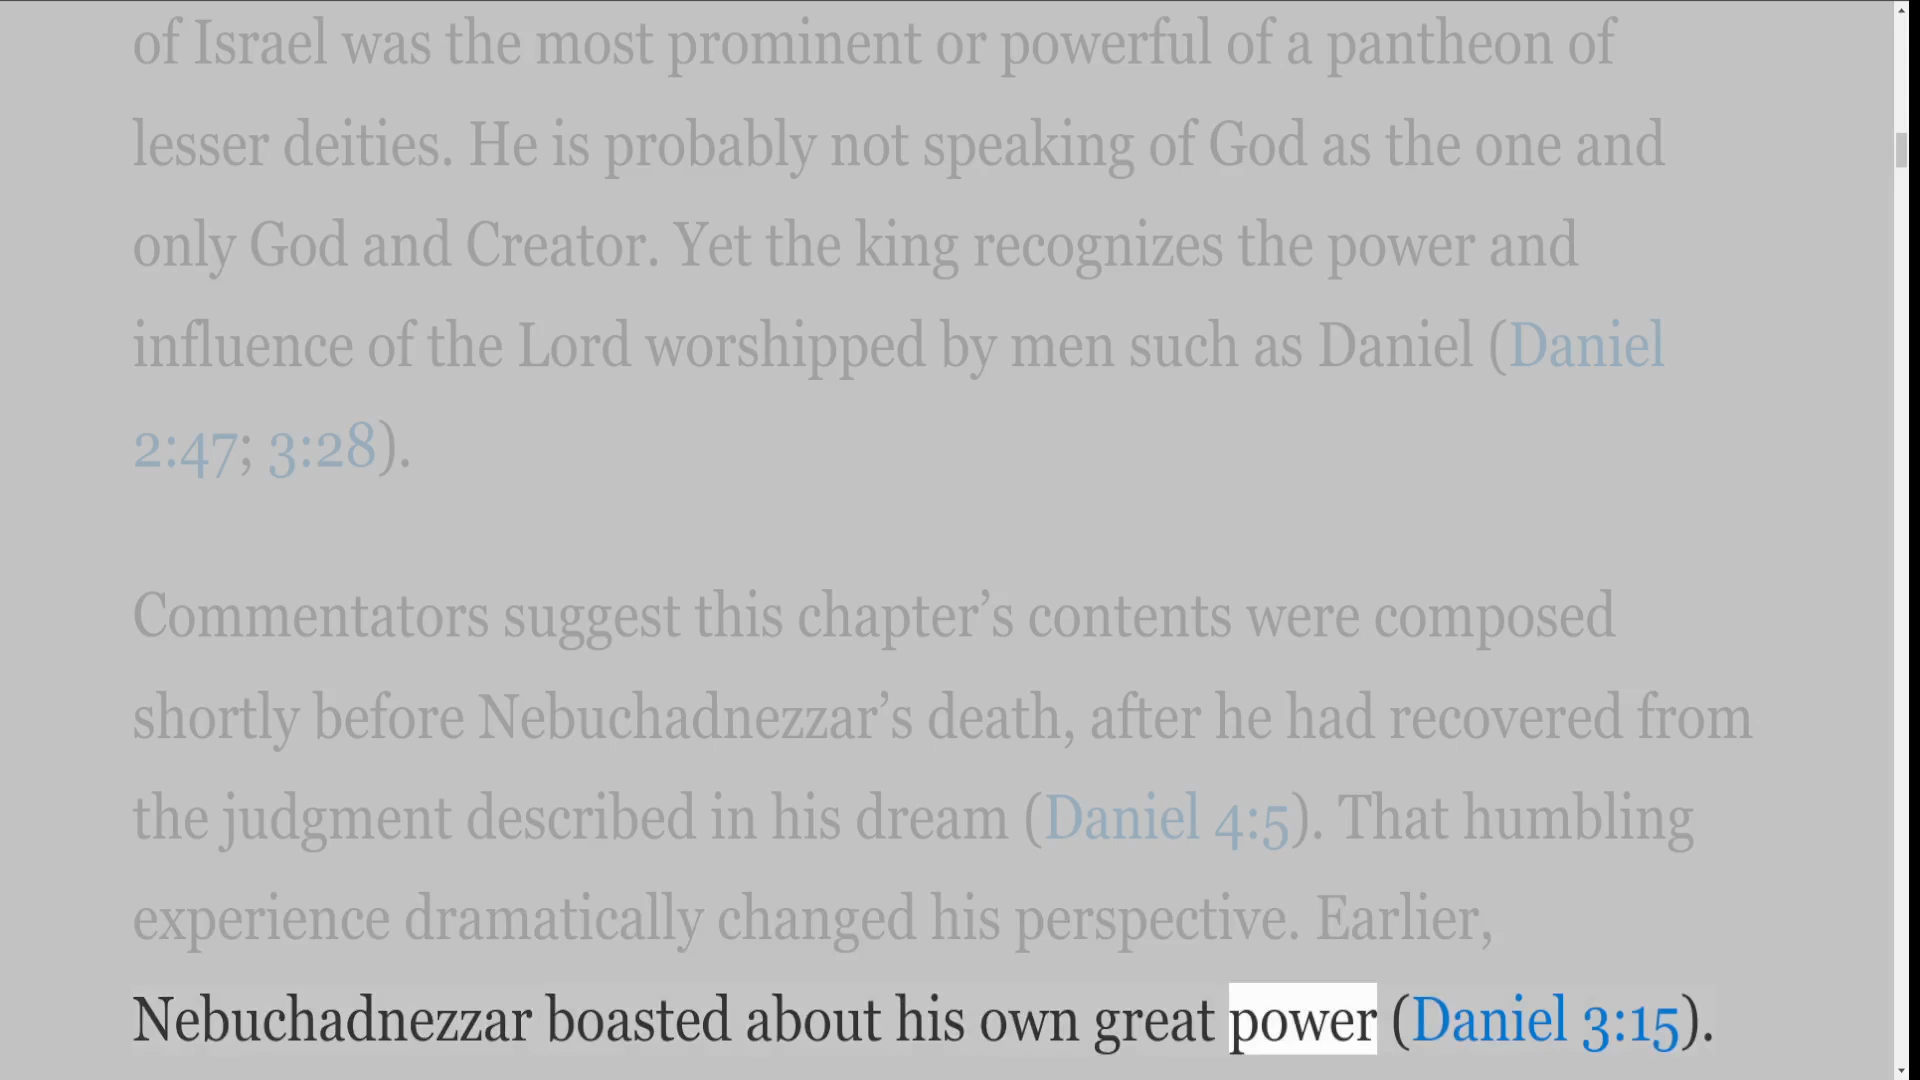 of Israel was the most prominent or powerful of a pantheon of
lesser deities. He is probably not speaking of God as the one and
only God and Creator. Yet the king recognizes the power and
influence of the Lord worshipped by men such as Daniel (Daniel
2:47; 3:28).
Commentators suggest this chapter’s contents were composed
shortly before Nebuchadnezzar’s death, after he had recovered from
the judgment described in his dream (Daniel 4:5). That humbling
experience dramatically changed his perspective. Earlier,
Nebuchadnezzar boasted about his own great power (Daniel 3:15).